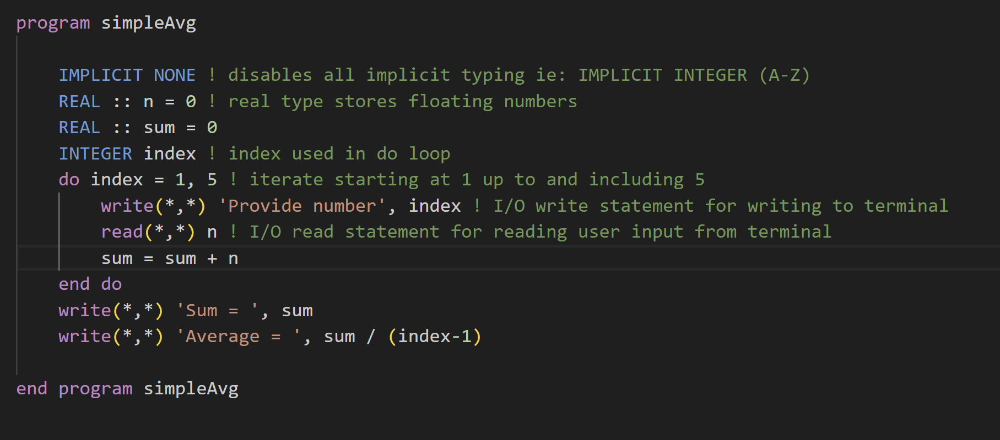 program simpleAvg
IMPLICIT NONE ! disables all implicit typing ie: IMPLICIT INTEGER (A-Z)
REAL :: n = 0 ! real type stores floating numbers
REAL :: sum = 0
INTEGER index ! index used in do loop
do index = 1, 5 ! iterate starting at 1 up to and including 5
write(*,*) 'Provide number', index ! I/O write statement for writing to terminal
read(*,*) n ! I/O read statement for reading user input from terminal
sum = sum + n
end do
write(*,*) 'Sum = ', sum
write(*,*) 'Average = ', sum / (index-1)
end program simpleAvg